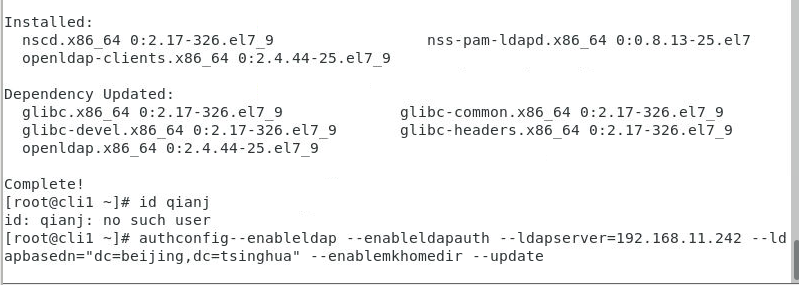 Installed:
nscd.x86_64 0:2.17-326.el7_9 nss-pam-ldapd.x86_64 0:0.8.13-25.el7
openldap-clients.x86_64 0:2.4.44-25.el7_9
Dependency Updated:
glibc.x86_64 0:2.17-326.el7_9 glibc-common.x86_64 0:2.17-326.el7_9
glibc-devel.x86_64 0:2.17-326.el7_9 glibc-headers.x86_64 0:2.17-326.el7_9
openldap.x86_64 0:2.4.44-25.el7_9
Complete!
[root@cli1 ~]# id qianj
id: qianj: no such user
[root@cli1 ~]# authconfig--enableldap --enableldapauth --ldapserver=192.168.11.242 --ld
apbasedn="dc=beijing,dc=tsinghua" --enablemkhomedir --update